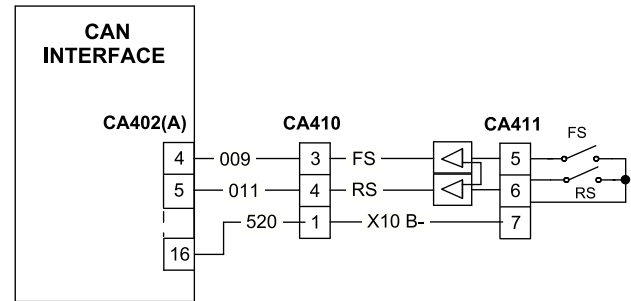 CAN
INTERFACE
CA402(A) CA410 CA411
FS
4 009 3 FS 5
5 011 4 RS 6
RS
520 1 X10 B- 7
16